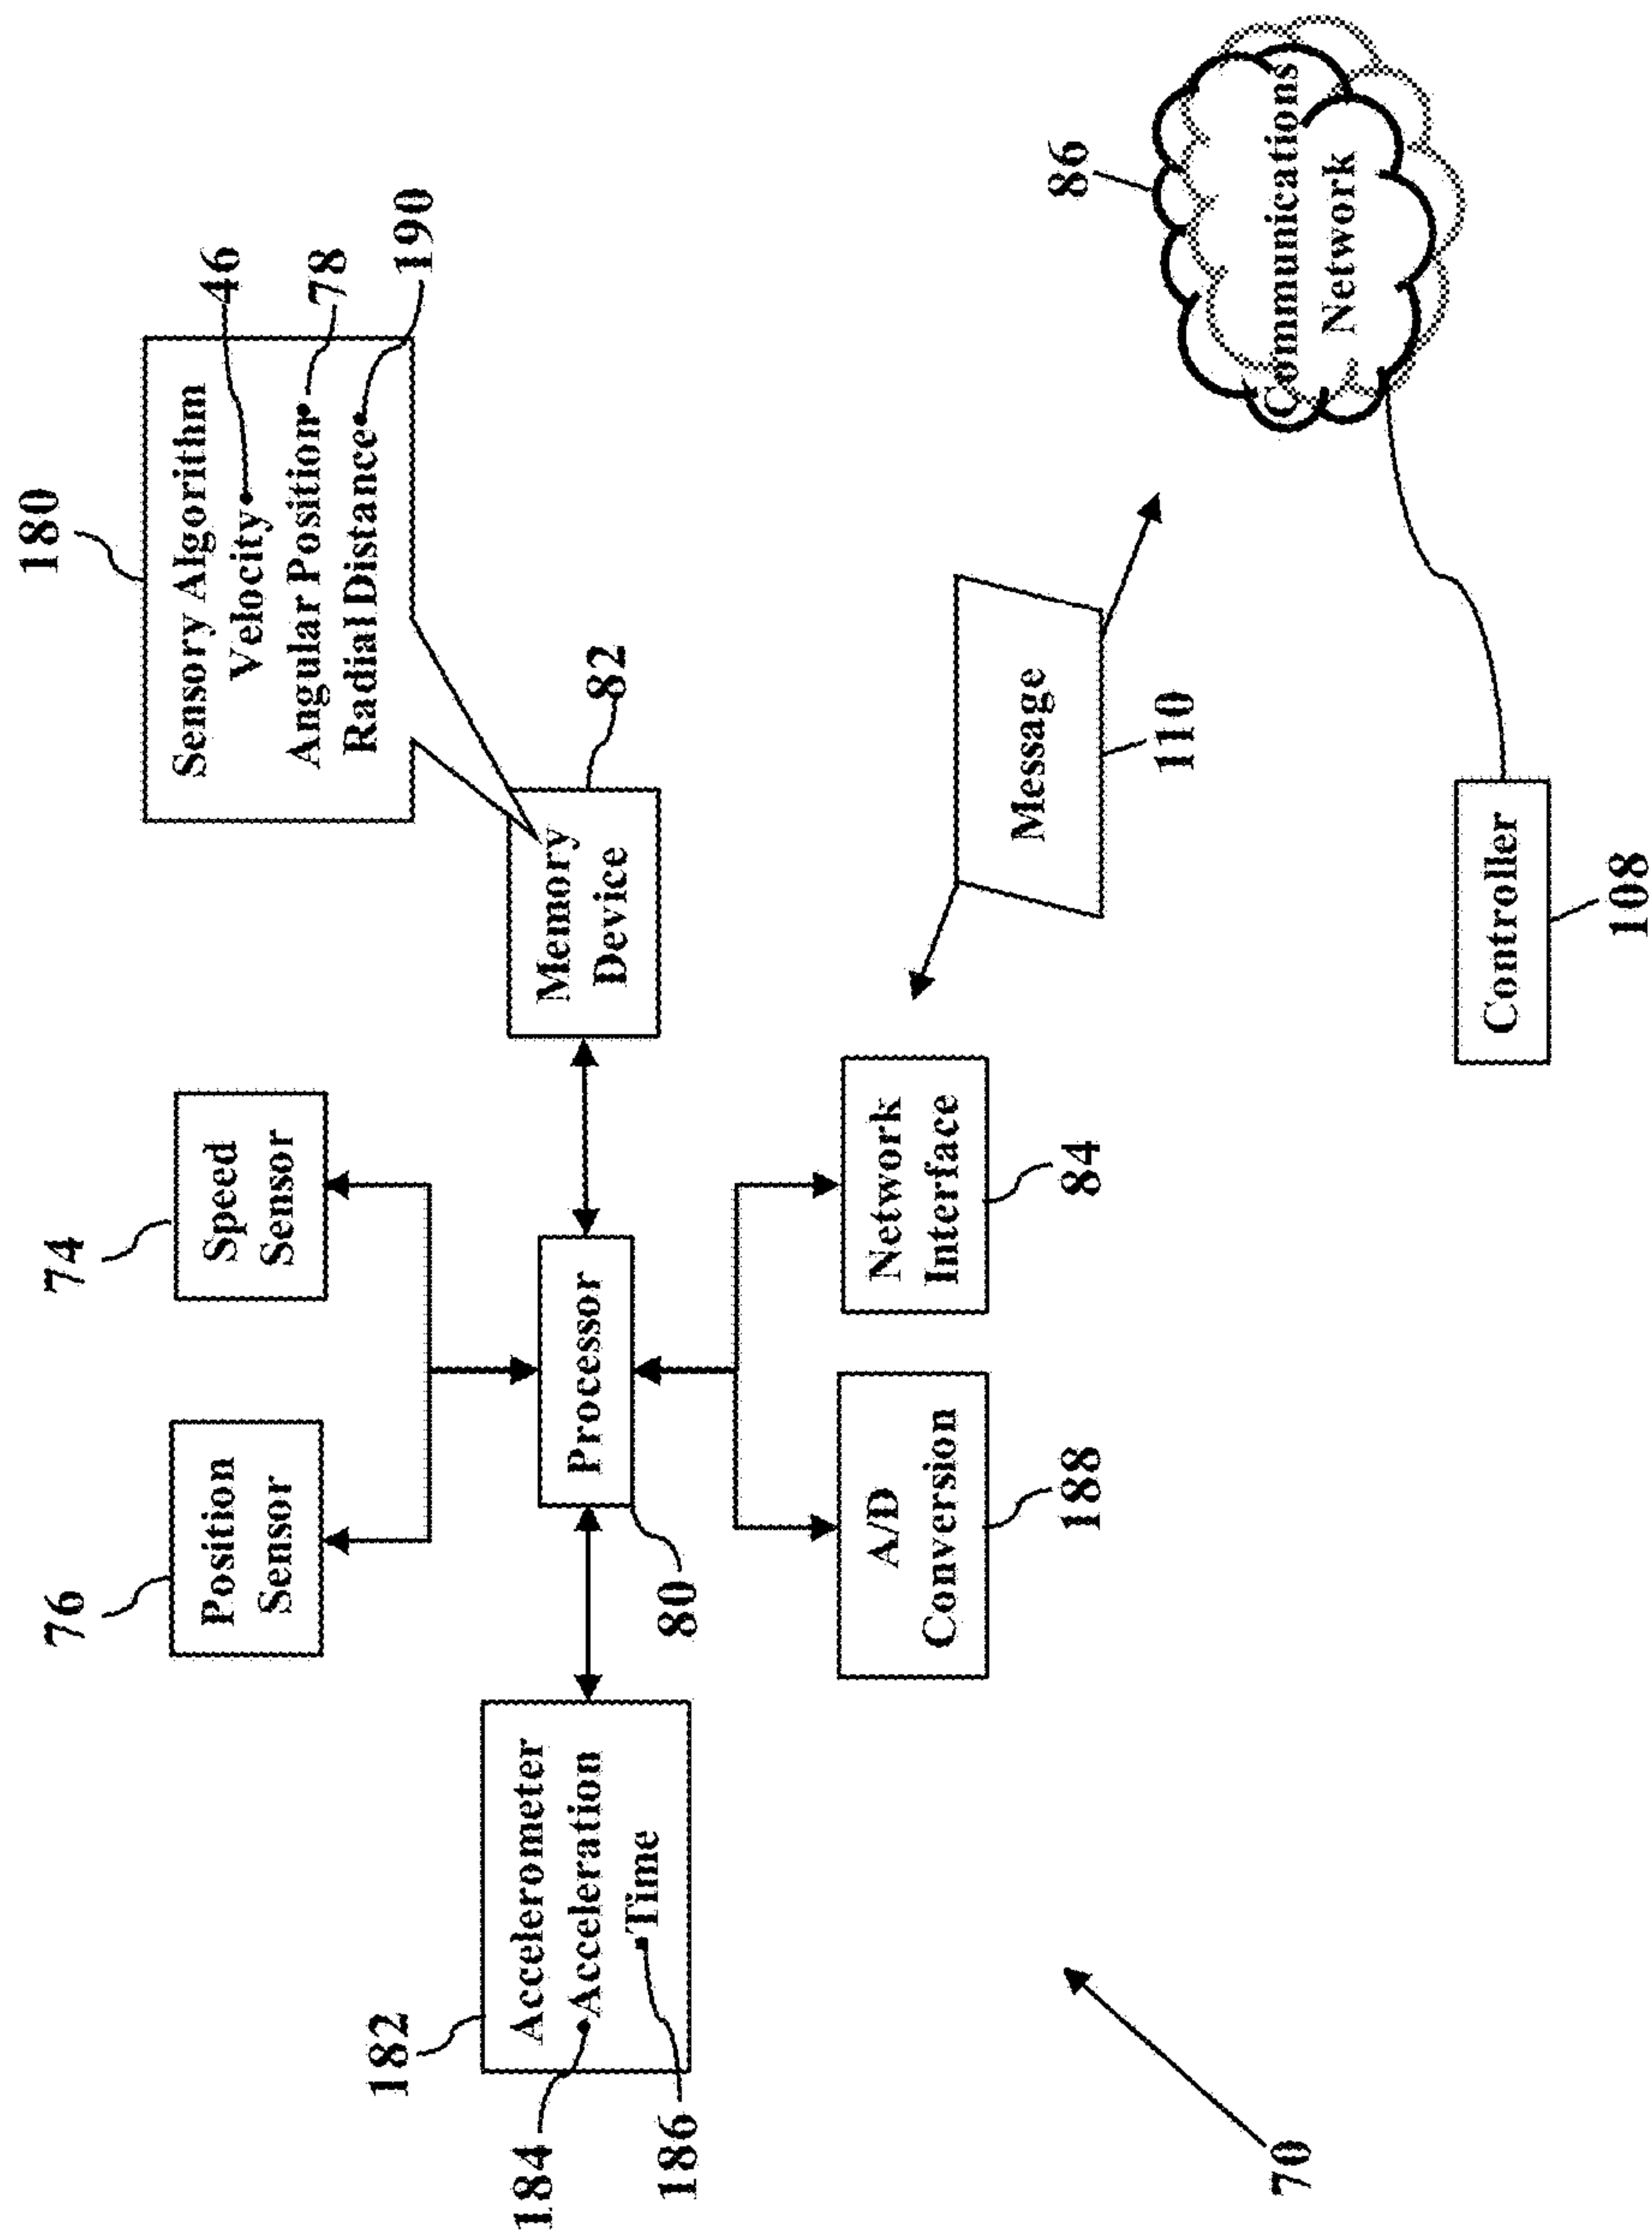 180
Sensory Algorithm
Velocity
Angular Position
Radial Distance
46
78
190
76
74
Position
Sensor
Speed
Sensor
182
Accelerometer
Acceleration
Time
184
186
Processor
80
Memory
Device
82
A/D
Conversion
188
Network
Interface
84
Message
110
86
Communications
Network
Controller
108
70